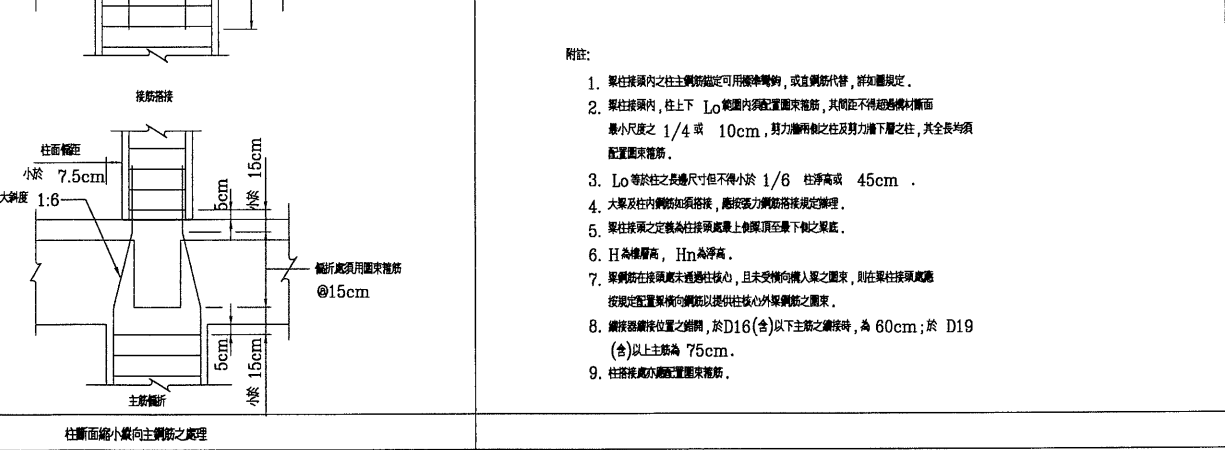 接筋搭接
柱面偏距
小於 7.5cm
大斜度 1:6
5cm
小於 15cm
偏折處須用圍束箍筋
@15cm
5cm
小於 15cm
主筋偏折
柱斷面縮小縱向主鋼筋之處理
附註:
1. 梁柱接頭內之柱主鋼筋錨定可用標準彎鉤，或直鋼筋代替，詳如圖規定．
2. 梁柱接頭內，柱上下 Lo 範圍內須配置圍束箍筋，其間距不得超過構材斷面
最小尺度之 1/4 或 10cm，剪力牆兩側之柱及剪力牆下層之柱，其全長均須
配置圍束箍筋．
3. Lo 等於柱之長邊尺寸但不得小於 1/6 柱淨高或 45cm ．
4. 大梁及柱內鋼筋如須搭接，應按張力鋼筋搭接規定辦理．
5. 梁柱接頭之定義為柱接頭處最上側梁頂至最下側之梁底．
6. H 為樓層高，Hn 為淨高．
7. 梁鋼筋在接頭處未通過柱核心，且未受橫向構入梁之圍束，則在梁柱接頭處應
按規定配置梁橫向鋼筋以提供柱核心外梁鋼筋之圍束．
8. 續接器續接位置之錯開，於D16(含)以下主筋之續接時，為 60cm；於 D19
(含)以上主筋為 75cm．
9. 柱搭接處亦應配置圍束箍筋．